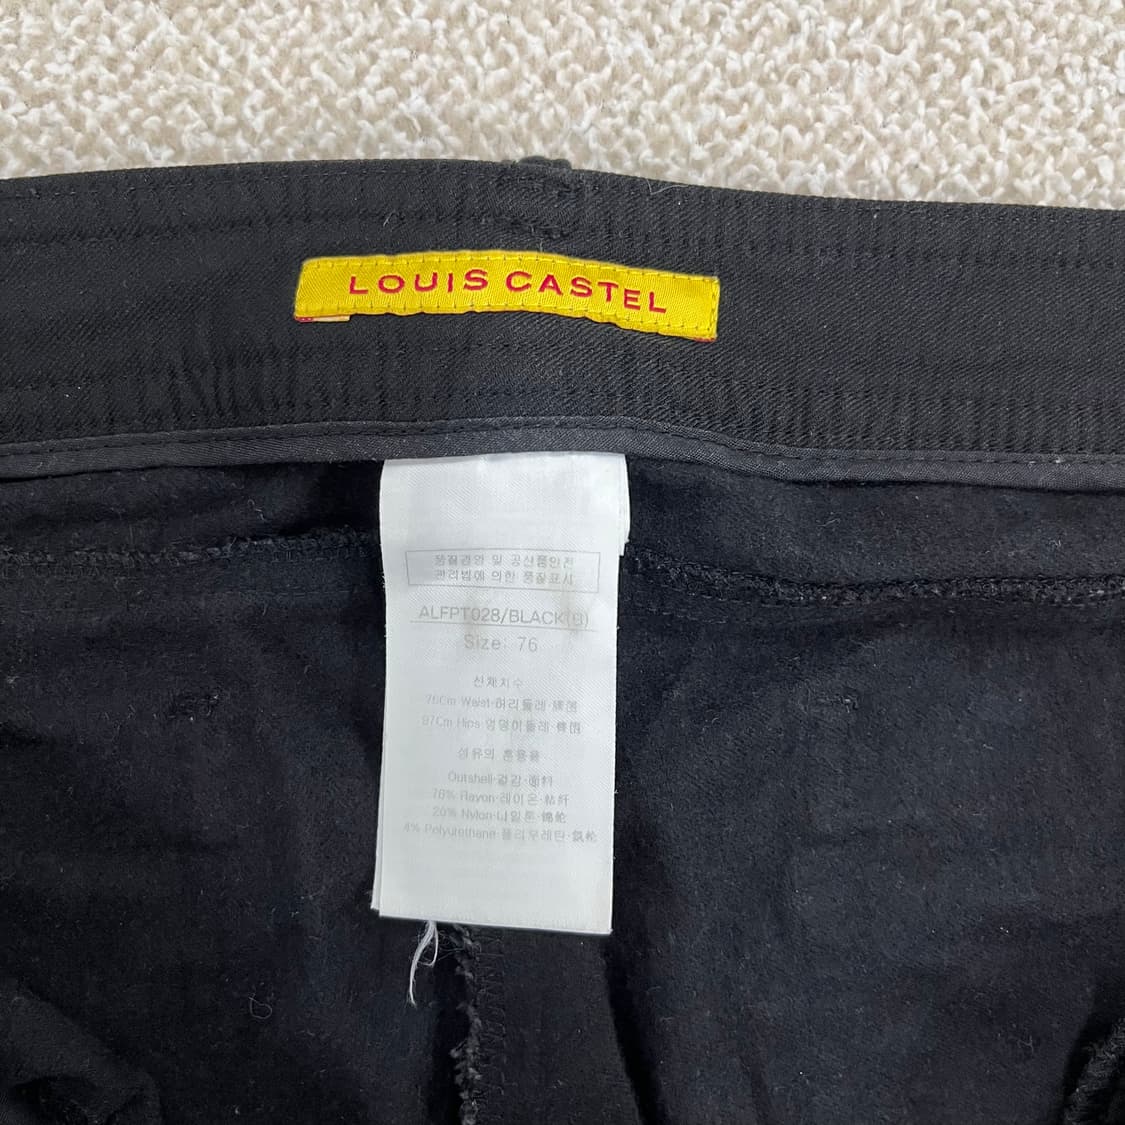 LOUIS CASTEL
품질경영 및 공산품안전
관리법에 의한 품질표시
ALFPT028/BLACK(B)
Size: 76
신체치수
76Cm Waist·허리둘레·腰围
97Cm Hips·엉덩이둘레·臀围
섬유의 혼용율
Outshell·겉감·面料
76% Rayon·레이온·粘纤
20% Nylon·나일론·锦纶
4% Polyurethane·폴리우레탄·氨纶